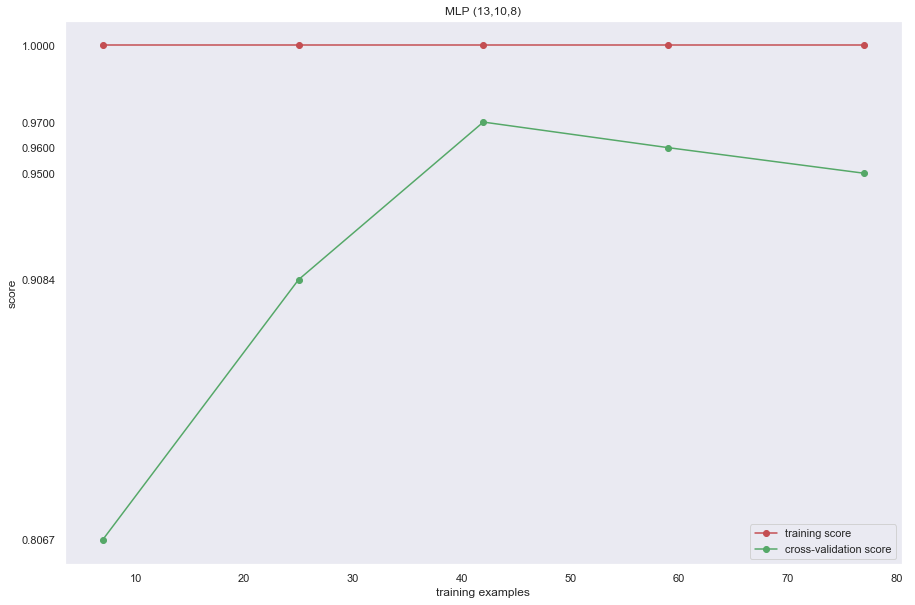 MLP (13,10,8)
1.0000
0.9700
0.9600
0.9500
0.9084
0.8067
score
10 20 30 40 50 60 70 80
training examples
training score
cross-validation score